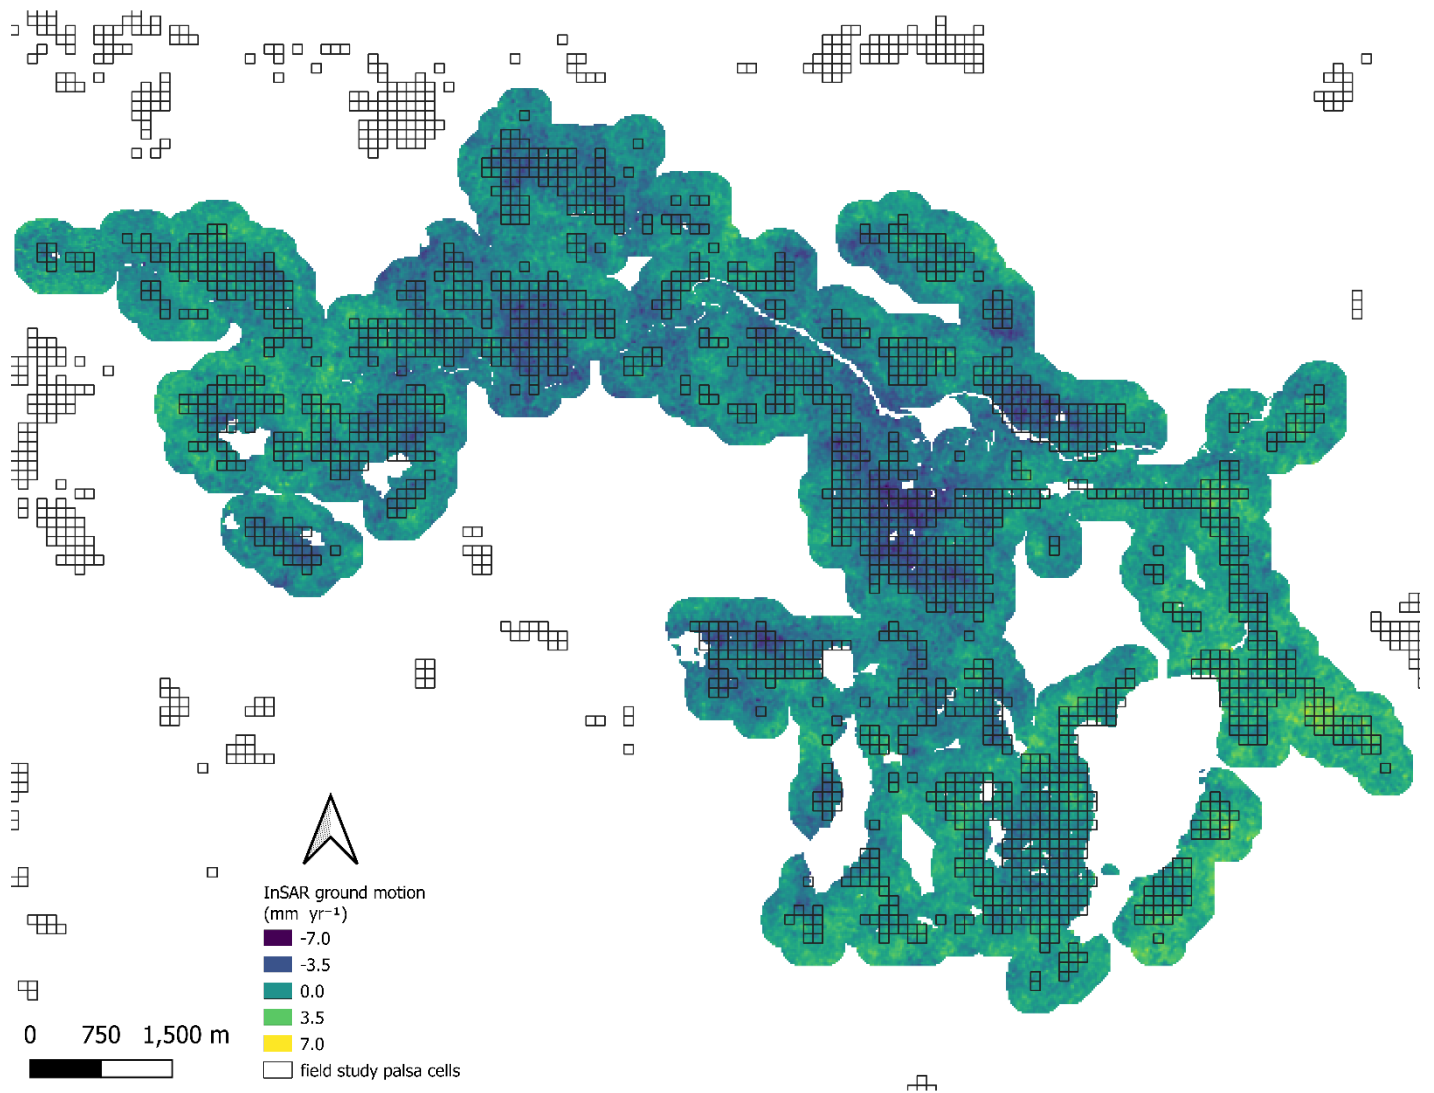 InSAR ground motion
(mm yr⁻¹)
-7.0
-3.5
0.0
3.5
7.0
field study palsa cells
0 750 1,500 m